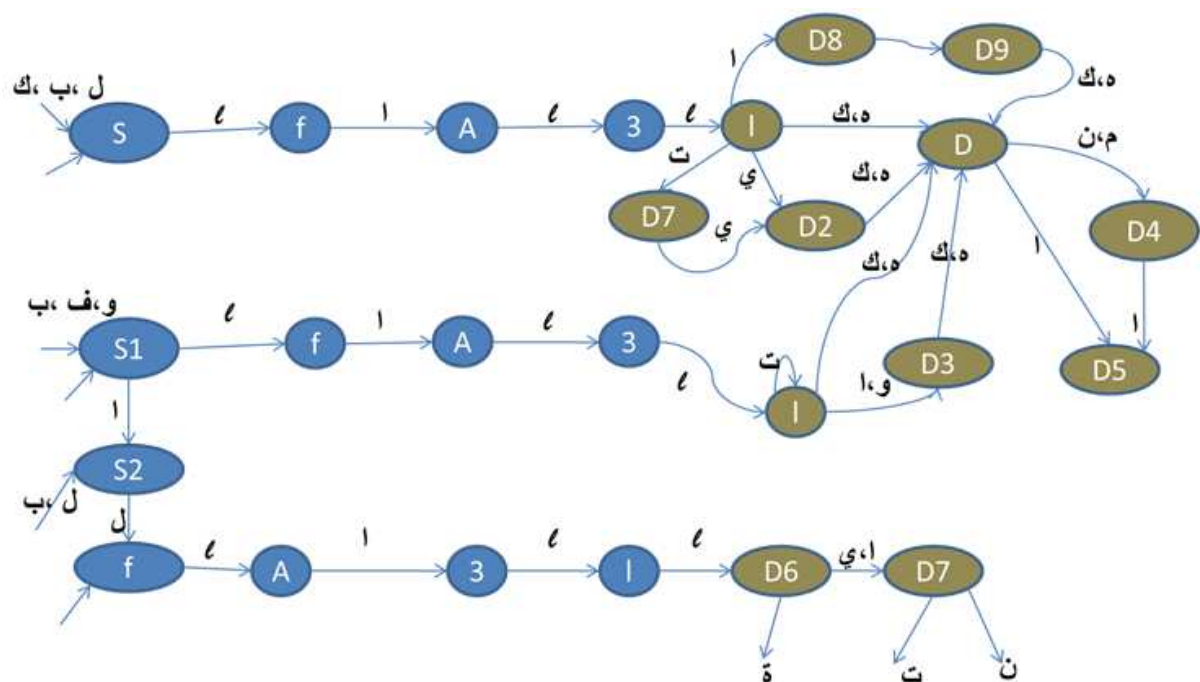 D8
D9
ا
ك، ب، ل
ك،ه
S
ℓ
f
ا
A
ℓ
3
ℓ
l
ك،ه
D
م،ن
ت
ي
ك،ه
D7
ي
D2
D4
ا
ك،ه
ك،ه
و،ف، ب
S1
ℓ
f
ا
A
ℓ
3
ℓ
ت
l
و،ا
D3
ا
D5
ا
S2
ل، ب
ل
f
ℓ
A
ا
3
ℓ
l
ℓ
D6
ا،ي
D7
ة
ت
ن